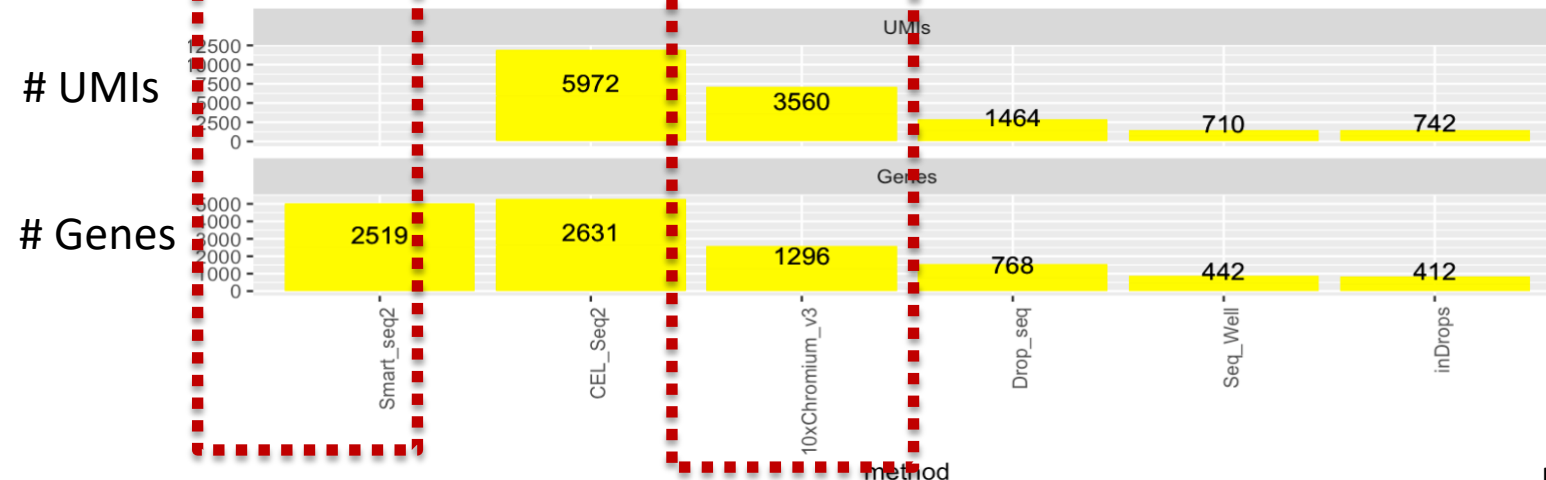 UMIs
# UMIs
12500
10000
7500
5000
2500
0
5972
3560
1464
710
742
Genes
# Genes
5000
4000
3000
2000
1000
0
2519
2631
1296
768
442
412
Smart_seq2
CEL_Seq2
10xChromium_v3
Drop_seq
Seq_Well
inDrops
method